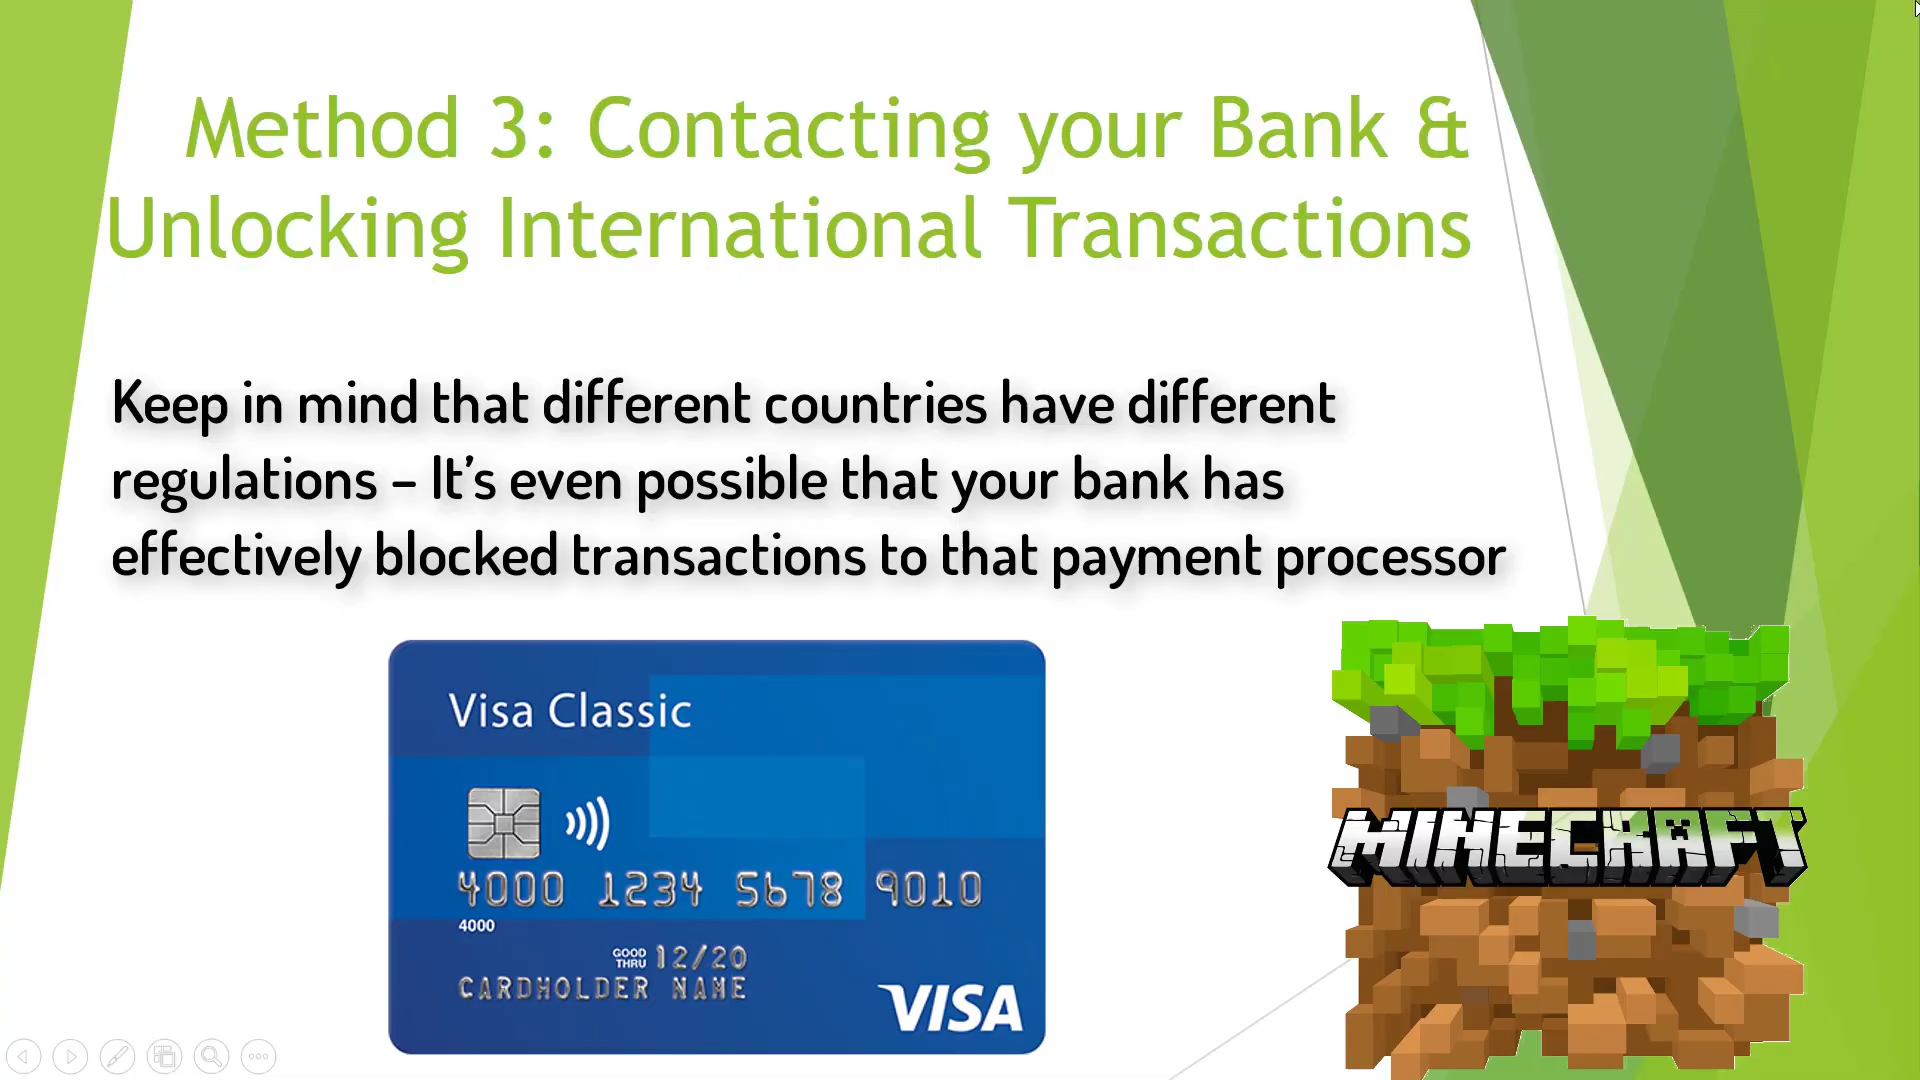 Method 3: Contacting your Bank &
Unlocking International Transactions
Keep in mind that different countries have different
regulations – It’s even possible that your bank has
effectively blocked transactions to that payment processor
Visa Classic
4000 1234 5678 9010
4000
GOOD THRU 12/20
CARDHOLDER NAME
VISA
MINECRAFT